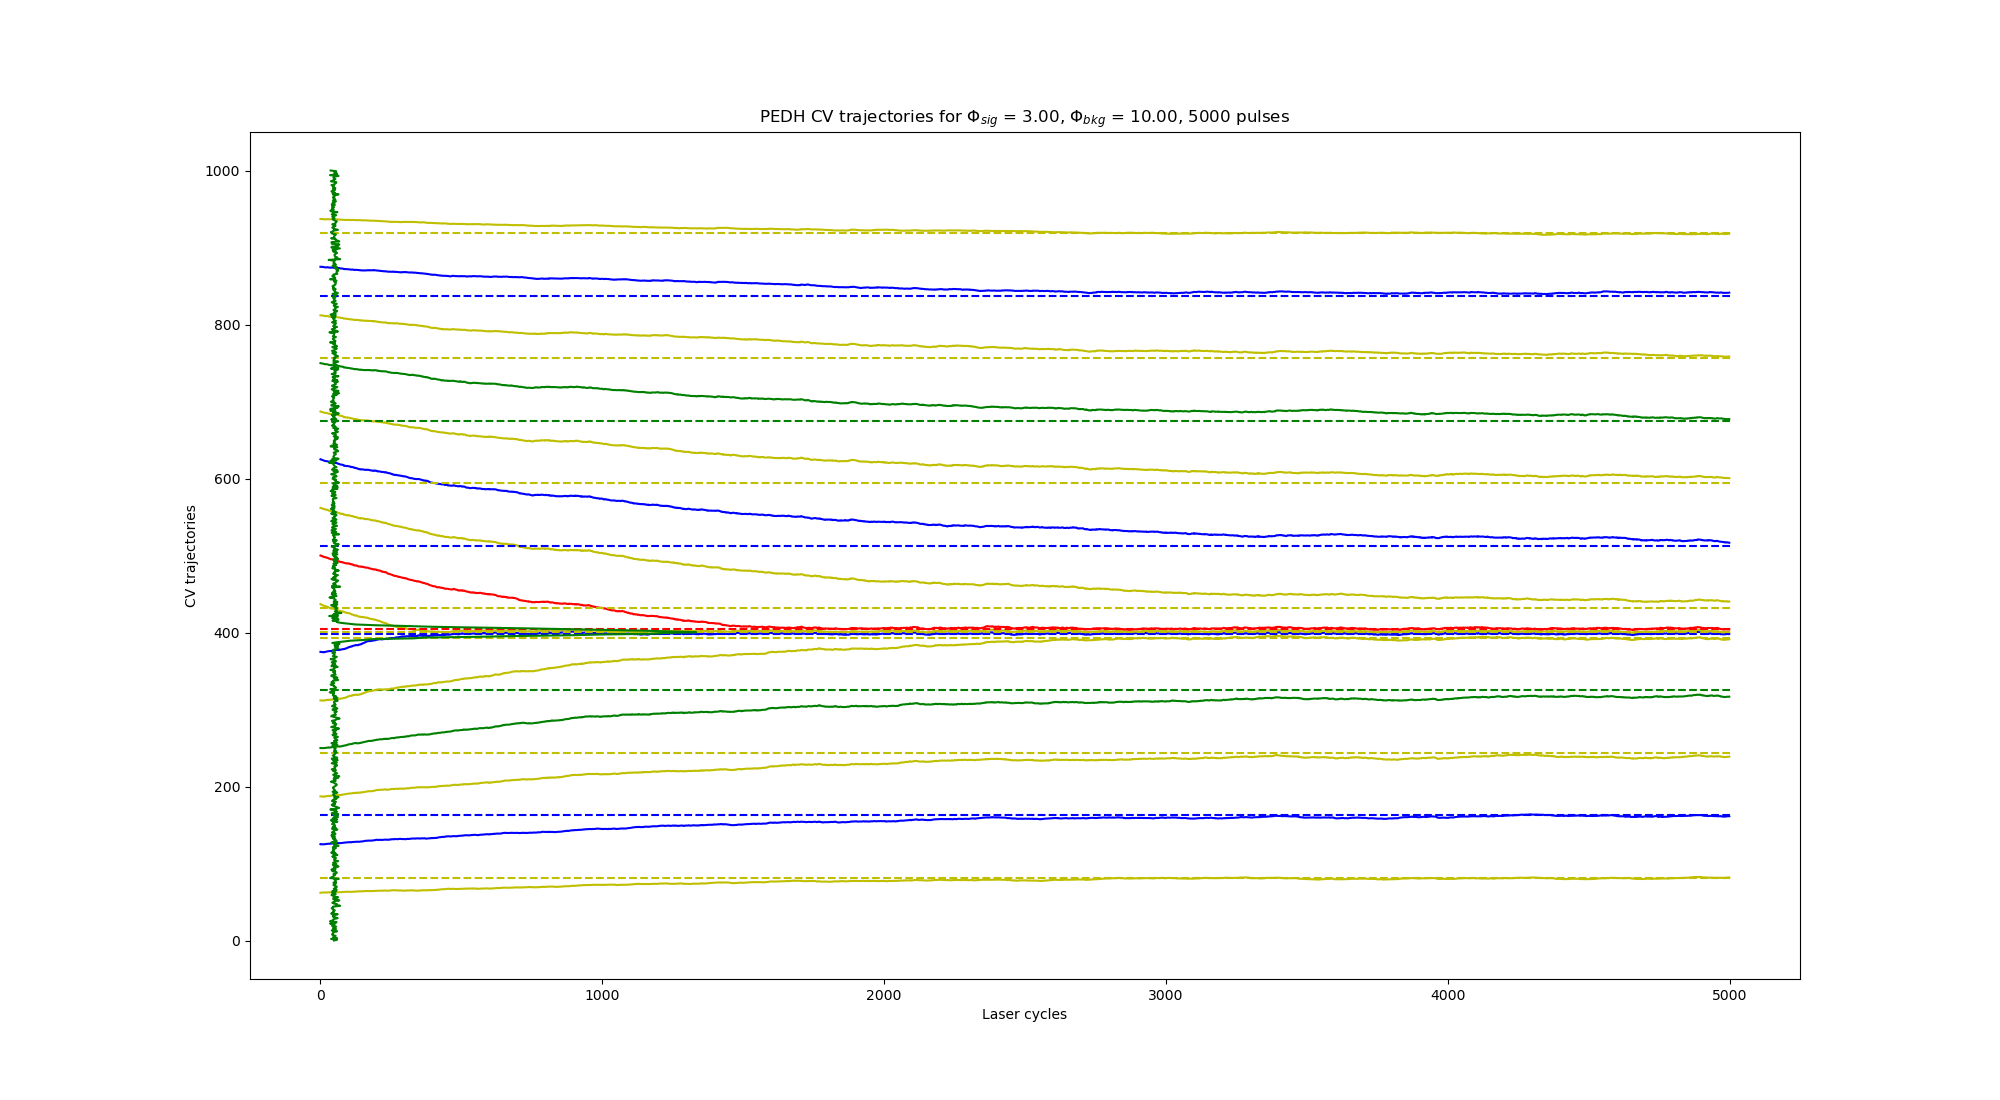 PEDH CV trajectories for Φsig = 3.00, Φbkg = 10.00, 5000 pulses
1000
800
600
400
200
0
CV trajectories
0 1000 2000 3000 4000 5000
Laser cycles